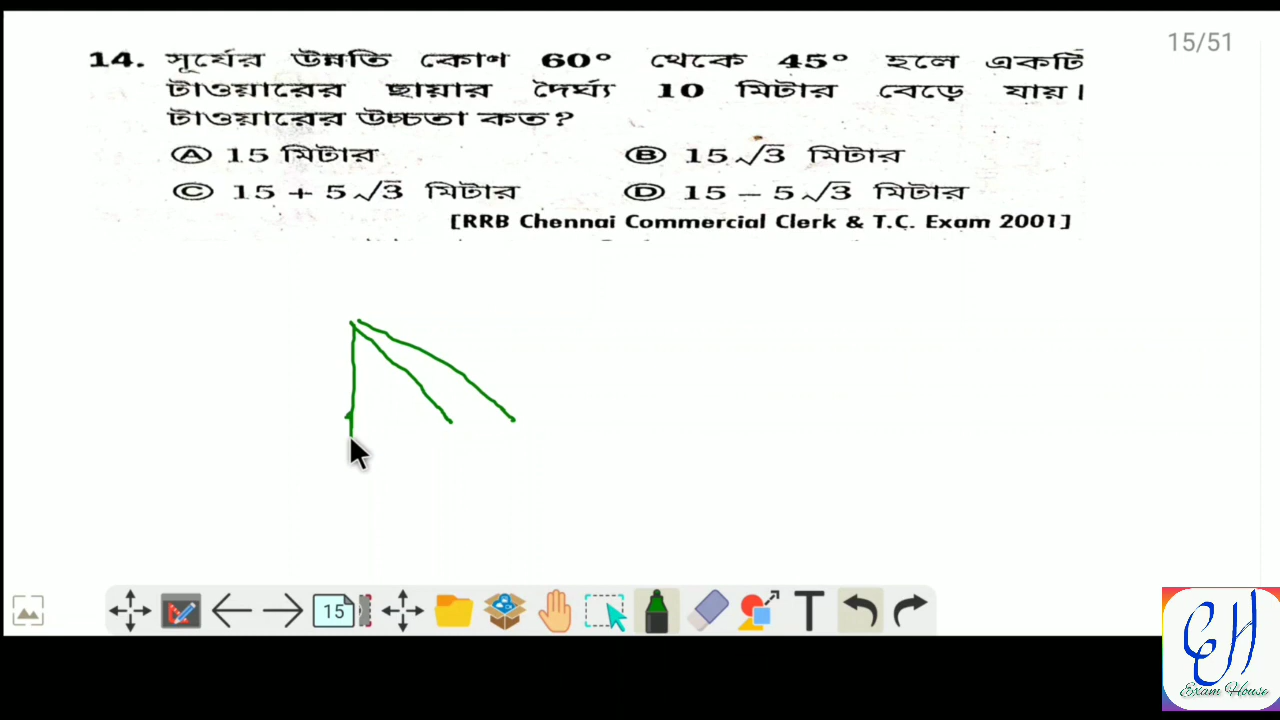 15/51
14. সূর্যের উন্নতি কোণ 60° থেকে 45° হলে একটি
টাওয়ারের ছায়ার দৈর্ঘ্য 10 মিটার বেড়ে যায়।
টাওয়ারের উচ্চতা কত?
Ⓐ 15 মিটার Ⓑ 15√3 মিটার
Ⓒ 15 + 5√3 মিটার Ⓓ 15 – 5√3 মিটার
[RRB Chennai Commercial Clerk & T.C. Exam 2001]
15
T
EH
Exam House